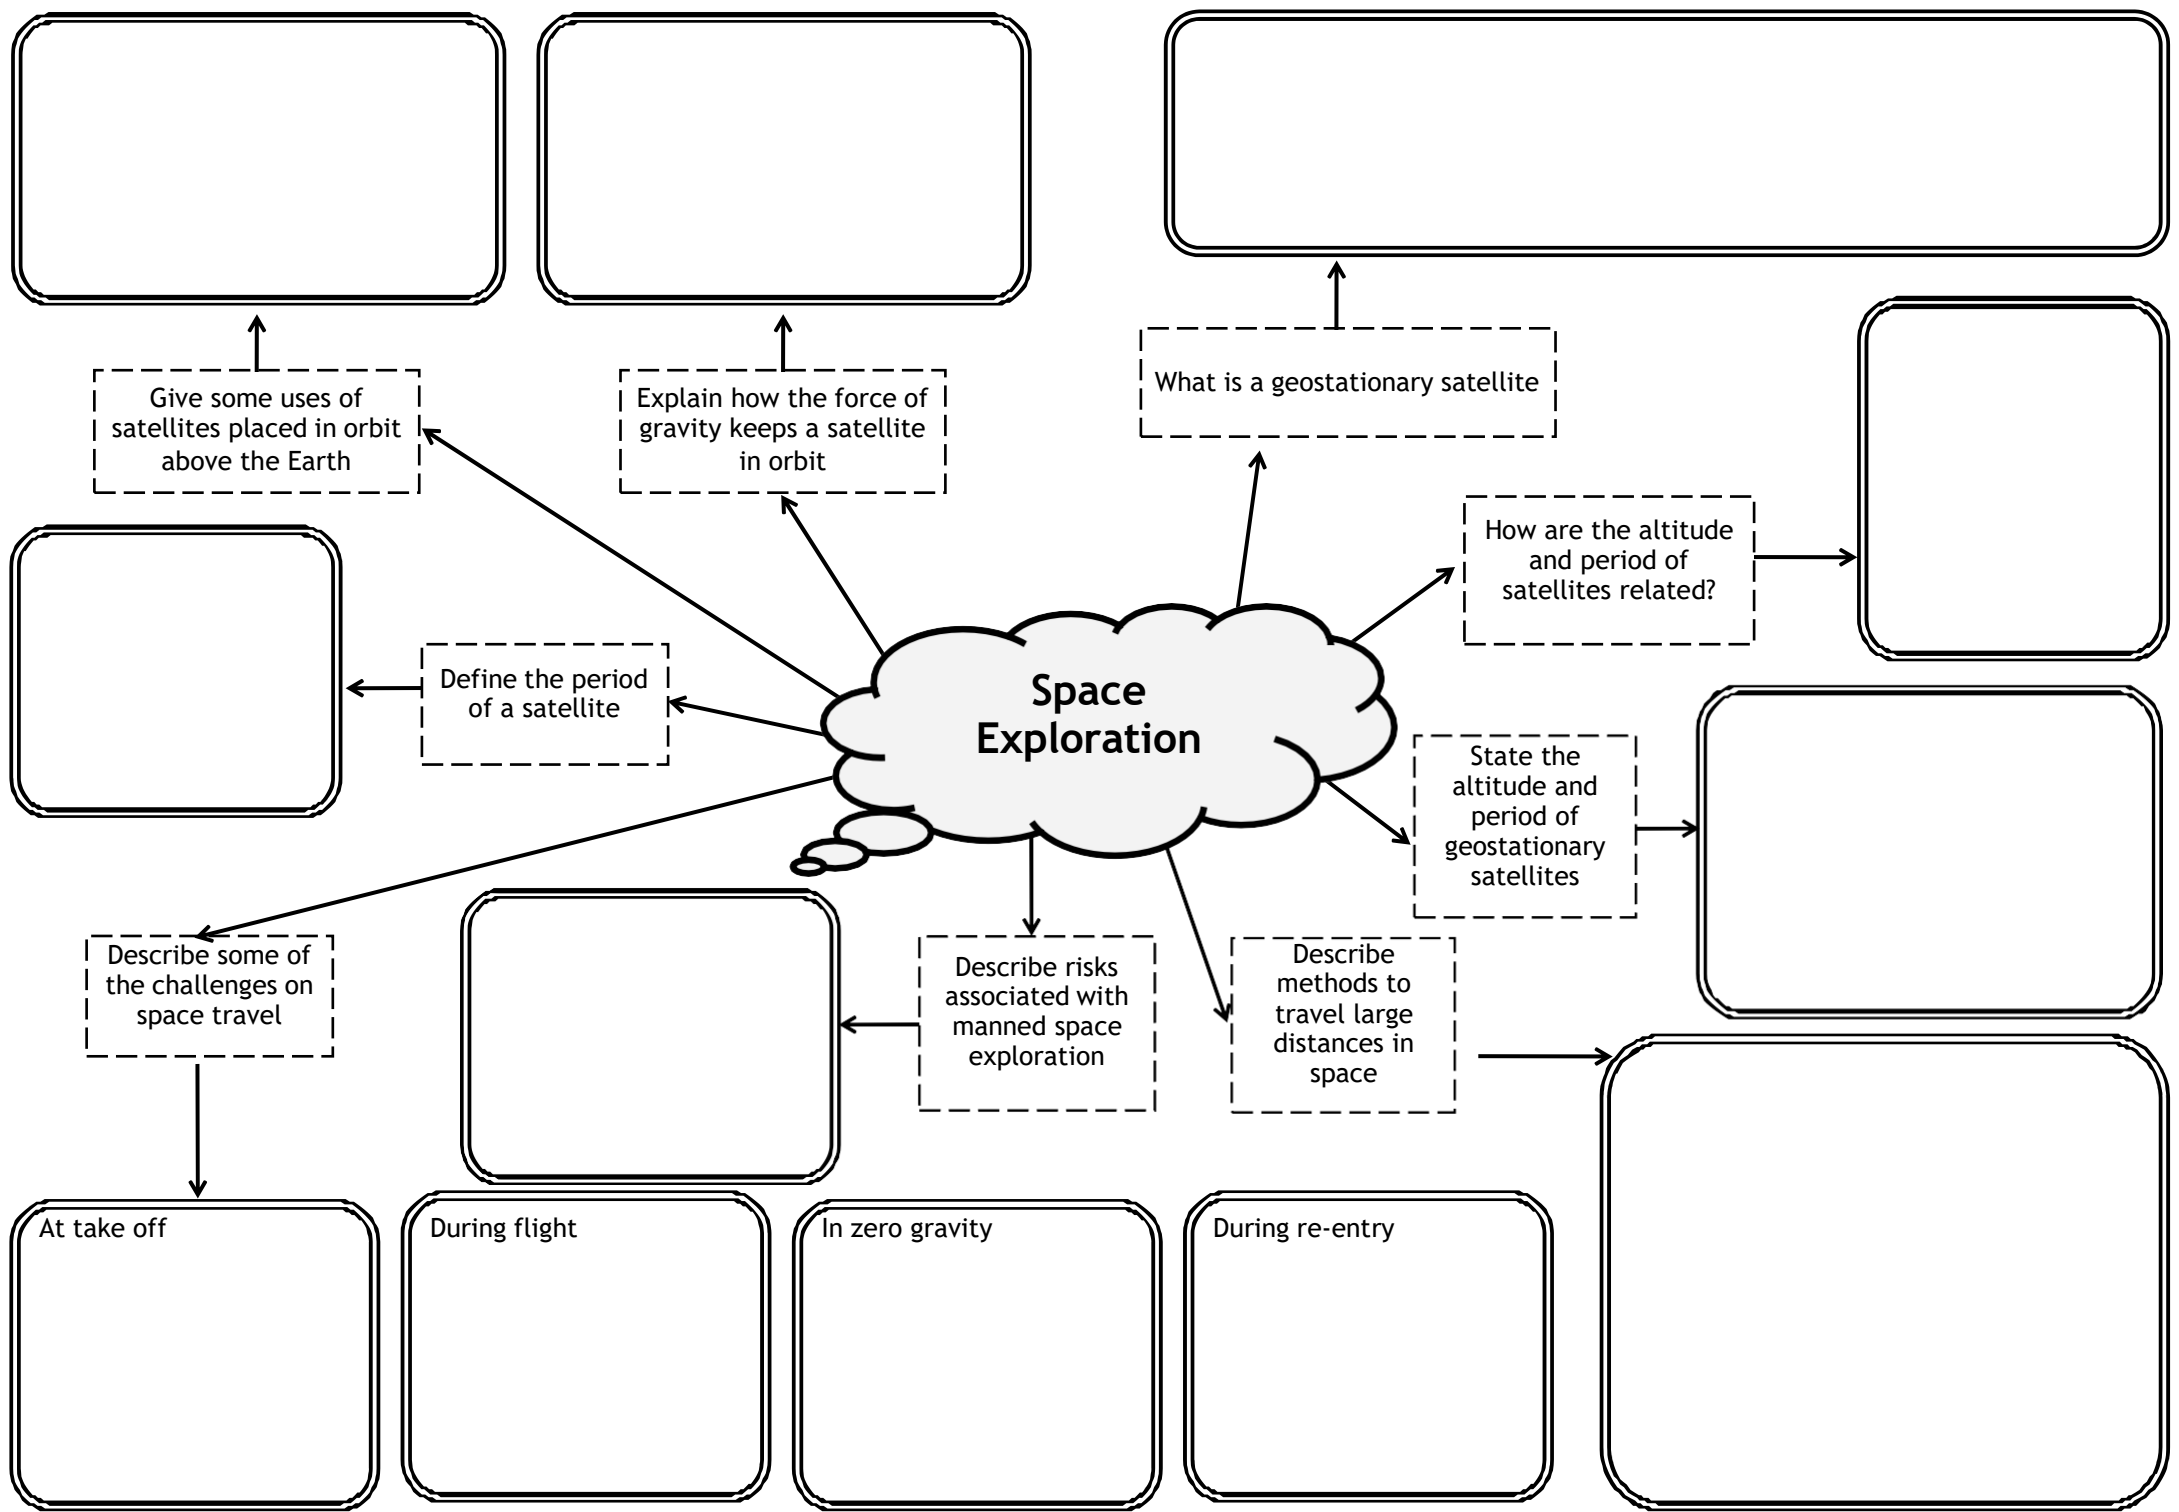 Give some uses of
satellites placed in orbit
above the Earth
Explain how the force of
gravity keeps a satellite
in orbit
What is a geostationary satellite
How are the altitude
and period of
satellites related?
Define the period
of a satellite
Space
Exploration
State the
altitude and
period of
geostationary
satellites
Describe some of
the challenges on
space travel
Describe risks
associated with
manned space
exploration
Describe
methods to
travel large
distances in
space
At take off
During flight
In zero gravity
During re-entry